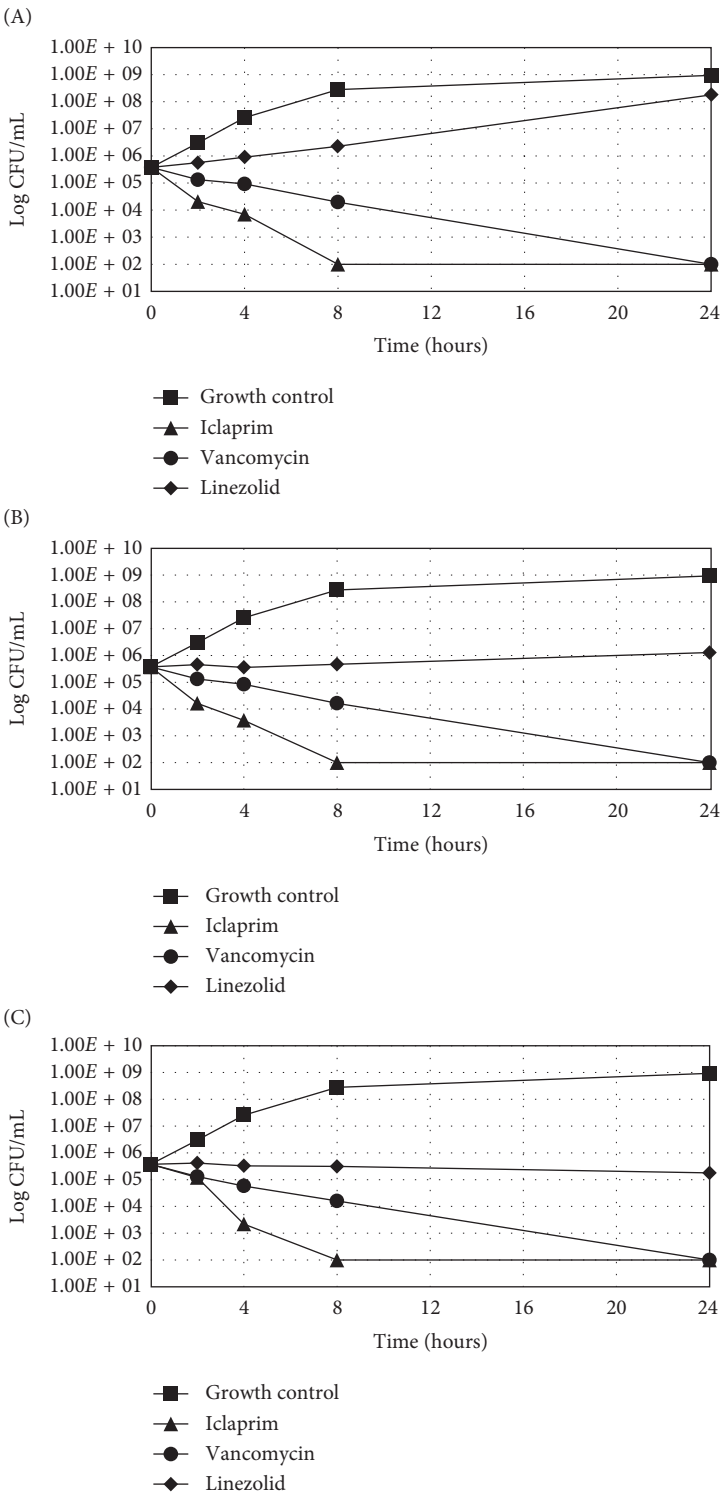 (A)
Log CFU/mL
1.00E + 10
1.00E + 09
1.00E + 08
1.00E + 07
1.00E + 06
1.00E + 05
1.00E + 04
1.00E + 03
1.00E + 02
1.00E + 01
0 4 8 12 16 20 24
Time (hours)
Growth control
Iclaprim
Vancomycin
Linezolid
(B)
Log CFU/mL
1.00E + 10
1.00E + 09
1.00E + 08
1.00E + 07
1.00E + 06
1.00E + 05
1.00E + 04
1.00E + 03
1.00E + 02
1.00E + 01
0 4 8 12 16 20 24
Time (hours)
Growth control
Iclaprim
Vancomycin
Linezolid
(C)
Log CFU/mL
1.00E + 10
1.00E + 09
1.00E + 08
1.00E + 07
1.00E + 06
1.00E + 05
1.00E + 04
1.00E + 03
1.00E + 02
1.00E + 01
0 4 8 12 16 20 24
Time (hours)
Growth control
Iclaprim
Vancomycin
Linezolid